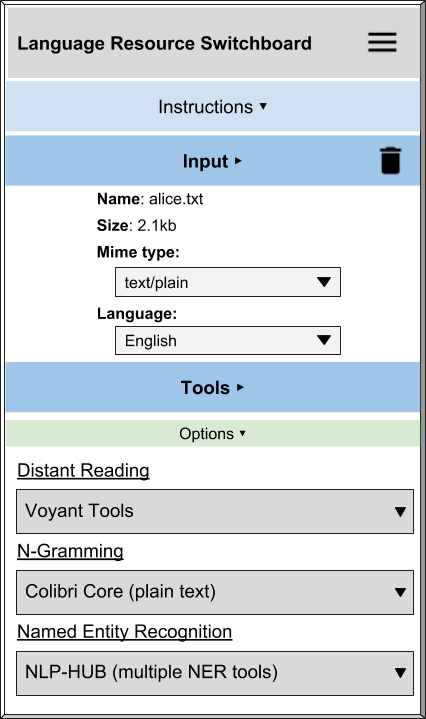 Language Resource Switchboard
Instructions ▾
Input ▸
Name: alice.txt
Size: 2.1kb
Mime type:
text/plain
Language:
English
Tools ▸
Options ▾
Distant Reading
Voyant Tools
N-Gramming
Colibri Core (plain text)
Named Entity Recognition
NLP-HUB (multiple NER tools)